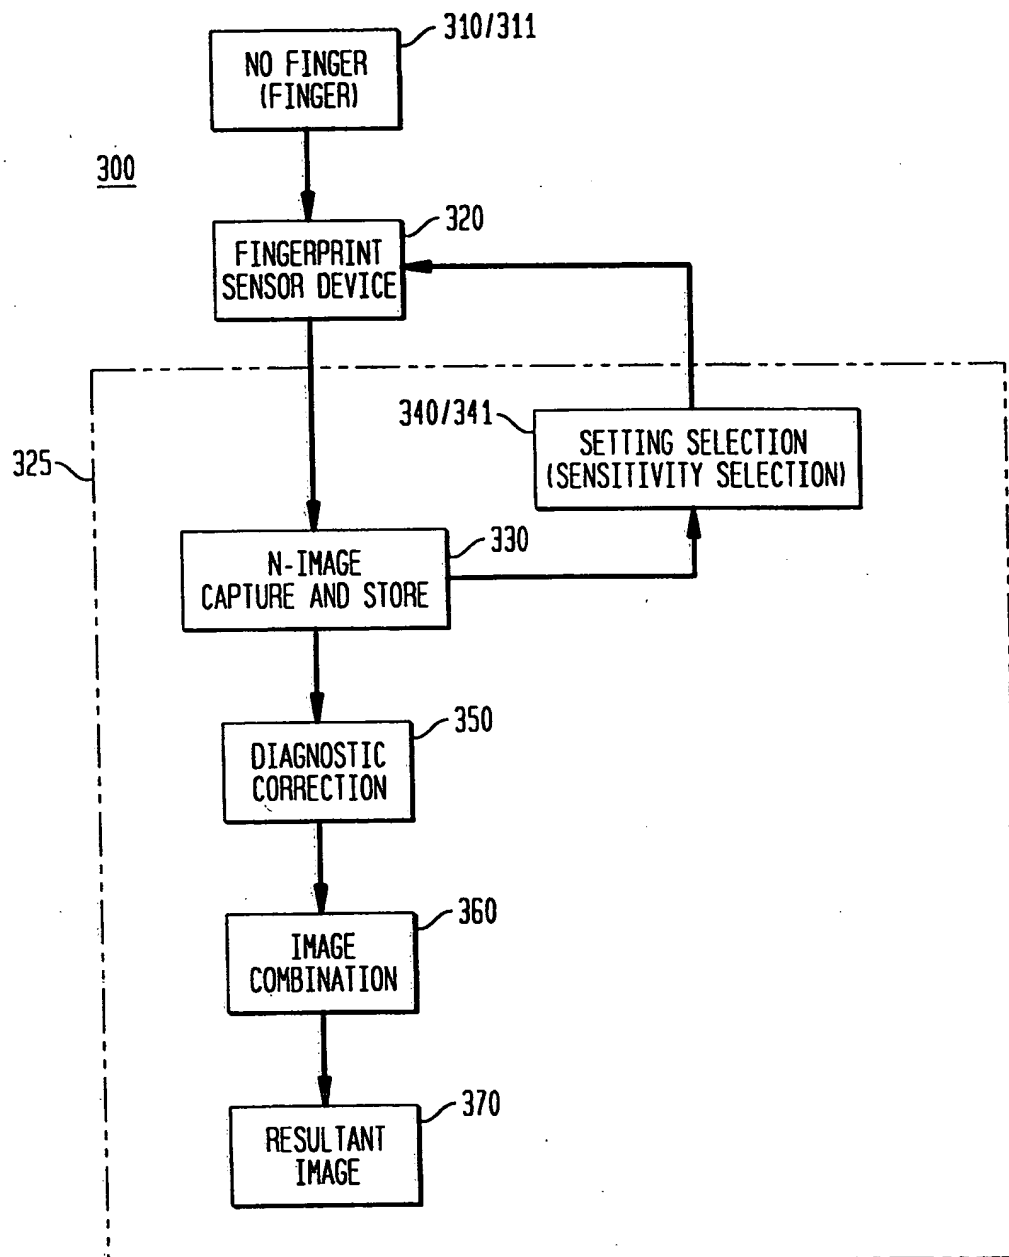 310/311
NO FINGER
(FINGER)
300
320
FINGERPRINT
SENSOR DEVICE
340/341
SETTING SELECTION
(SENSITIVITY SELECTION)
325
330
N-IMAGE
CAPTURE AND STORE
350
DIAGNOSTIC
CORRECTION
360
IMAGE
COMBINATION
370
RESULTANT
IMAGE